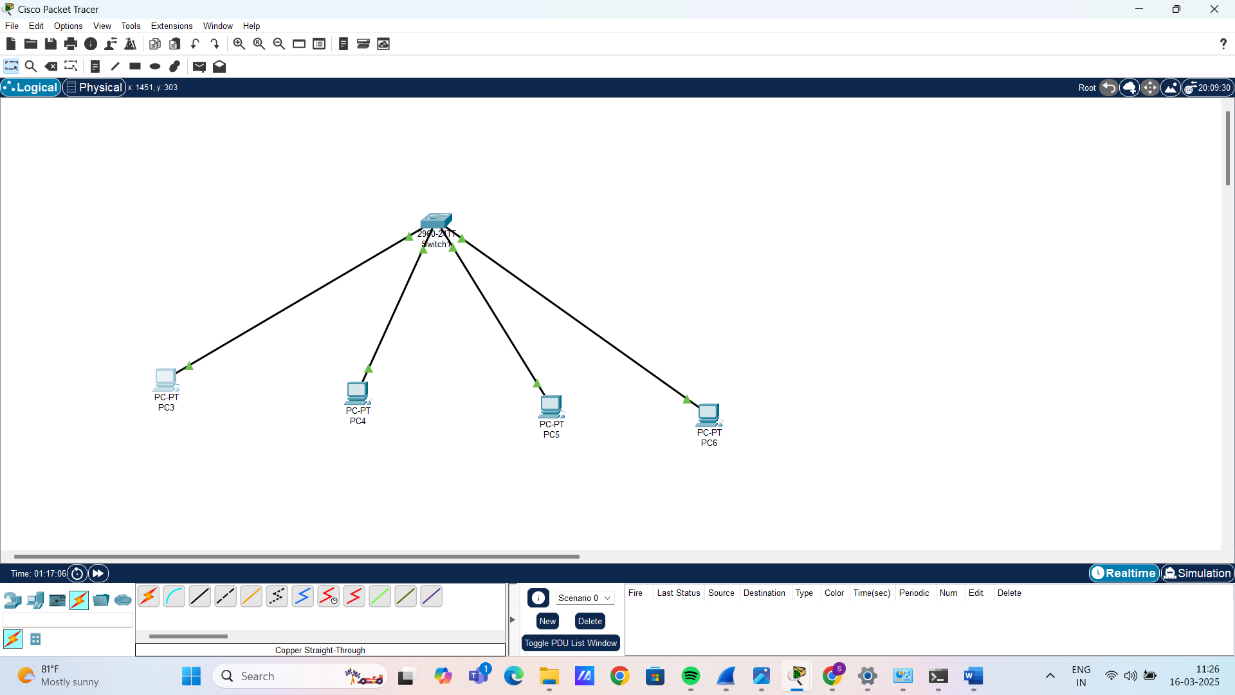 Cisco Packet Tracer
File Edit Options View Tools Extensions Window Help
?
Logical Physical x: 1451, y: 303 Root 20:09:30
2960-24TT
Switch
PC-PT
PC3
PC-PT
PC4
PC-PT
PC5
PC-PT
PC6
Time: 01:17:06 Realtime Simulation
Scenario 0
New Delete
Toggle PDU List Window
Fire Last Status Source Destination Type Color Time(sec) Periodic Num Edit Delete
Copper Straight-Through
81°F
Mostly sunny
Search
1
S
ENG
IN
11:26
16-03-2025